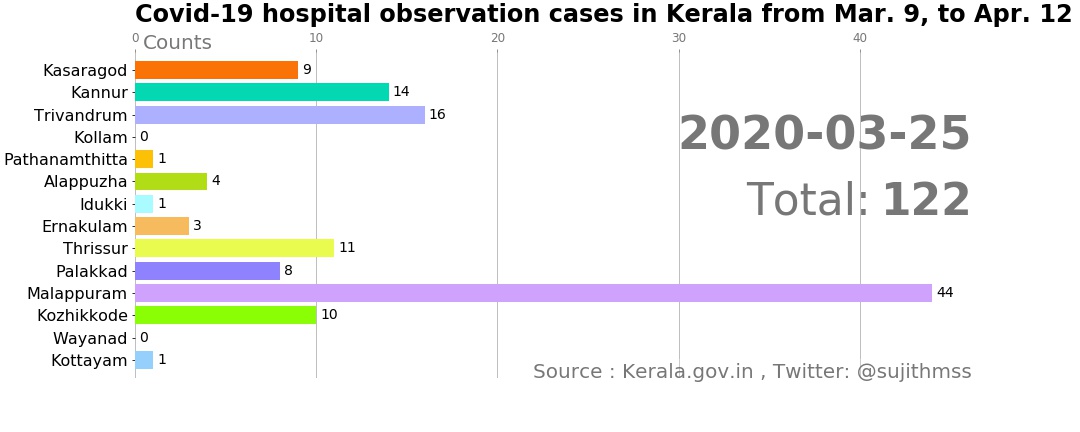 Covid-19 hospital observation cases in Kerala from Mar. 9, to Apr. 12
0 10 20 30 40
Counts
Kasaragod 9
Kannur 14
Trivandrum 16
Kollam 0
Pathanamthitta 1
Alappuzha 4
Idukki 1
Ernakulam 3
Thrissur 11
Palakkad 8
Malappuram 44
Kozhikkode 10
Wayanad 0
Kottayam 1
2020-03-25
Total: 122
Source : Kerala.gov.in , Twitter: @sujithmss